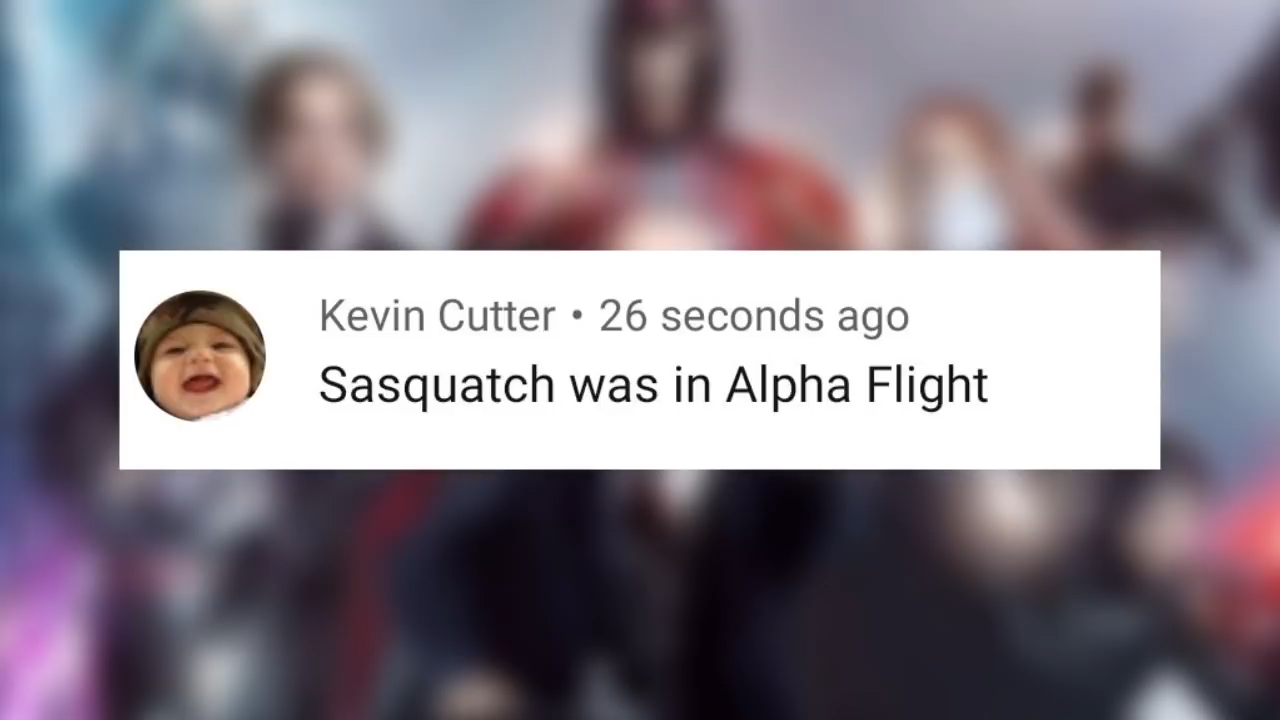 Kevin Cutter • 26 seconds ago
Sasquatch was in Alpha Flight